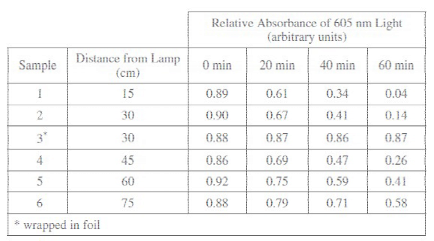 Relative Absorbance of 605 nm Light
(arbitrary units)
Sample Distance from Lamp (cm) 0 min 20 min 40 min 60 min
1 15 0.89 0.61 0.34 0.04
2 30 0.90 0.67 0.41 0.14
3* 30 0.88 0.87 0.86 0.87
4 45 0.86 0.69 0.47 0.26
5 60 0.92 0.75 0.59 0.41
6 75 0.88 0.79 0.71 0.58
* wrapped in foil